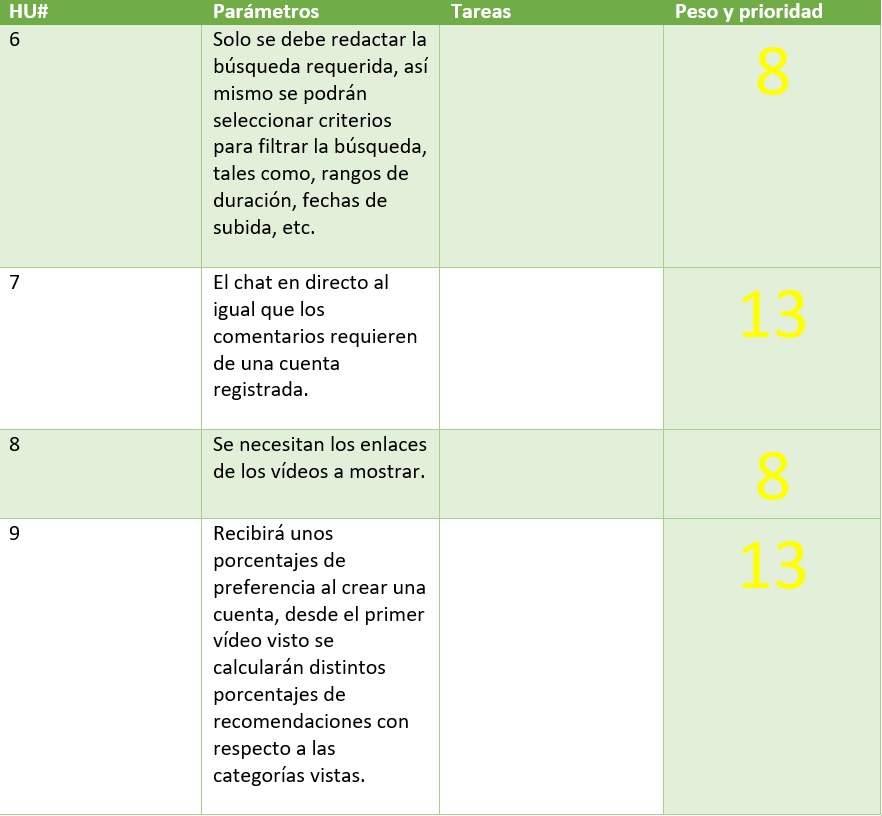 HU# Parámetros Tareas Peso y prioridad
6 Solo se debe redactar la 8
búsqueda requerida, así
mismo se podrán
seleccionar criterios
para filtrar la búsqueda,
tales como, rangos de
duración, fechas de
subida, etc.
7 El chat en directo al 13
igual que los
comentarios requieren
de una cuenta
registrada.
8 Se necesitan los enlaces 8
de los vídeos a mostrar.
9 Recibirá unos 13
porcentajes de
preferencia al crear una
cuenta, desde el primer
vídeo visto se
calcularán distintos
porcentajes de
recomendaciones con
respecto a las
categorías vistas.